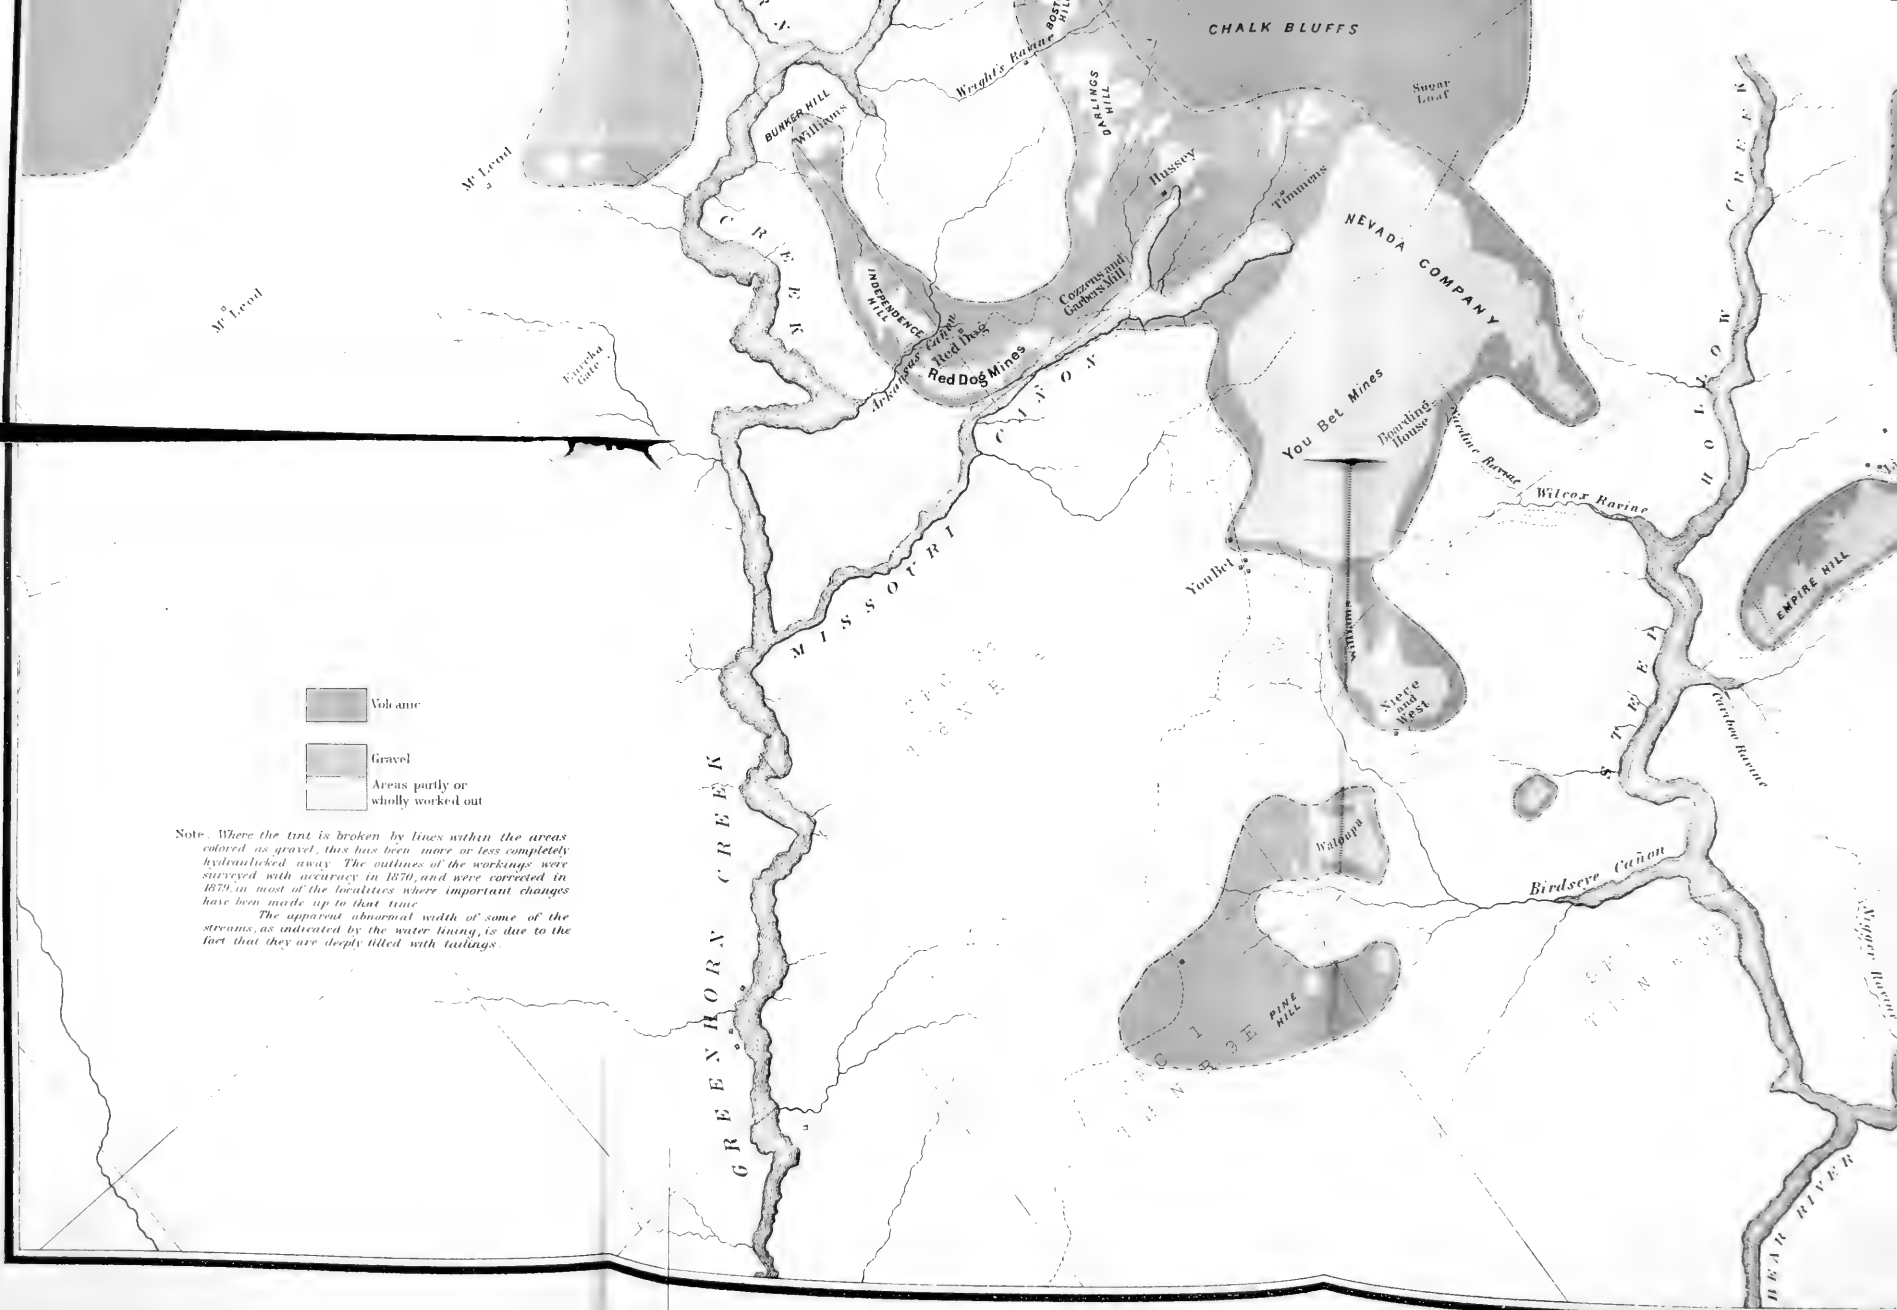 CHALK BLUFFS
Sugar
Loaf
Wright's Ravine
DARLINGS
HILL
BUNKER HILL
Williams
McLeod
Hussey
Timmens
CREEK
NEVADA COMPANY
INDEPENDENCE
HILL
Cozzens and
Garbers Mill
McLeod
Arkansas Cañon
Red Dog
Red Dog Mines
Eureka
Gate
CAÑON
You Bet Mines
Boarding
House
Wilcox Ravine
STEEP HOLLOW CREEK
MISSOURI
You Bet
EMPIRE HILL
Niece
and
West
Cariboo Ravine
Volcanic
Gravel
Areas partly or
wholly worked out
Note. Where the tint is broken by lines within the areas
colored as gravel, this has been more or less completely
hydraulicked away The outlines of the workings were
surveyed with accuracy in 1870, and were corrected in
1879, in most of the localities where important changes
have been made up to that time
The apparent abnormal width of some of the
streams, as indicated by the water lining, is due to the
fact that they are deeply filled with tailings.
Waloupa
Birdseye Cañon
PINE
HILL
GREENHORN CREEK
BEAR RIVER